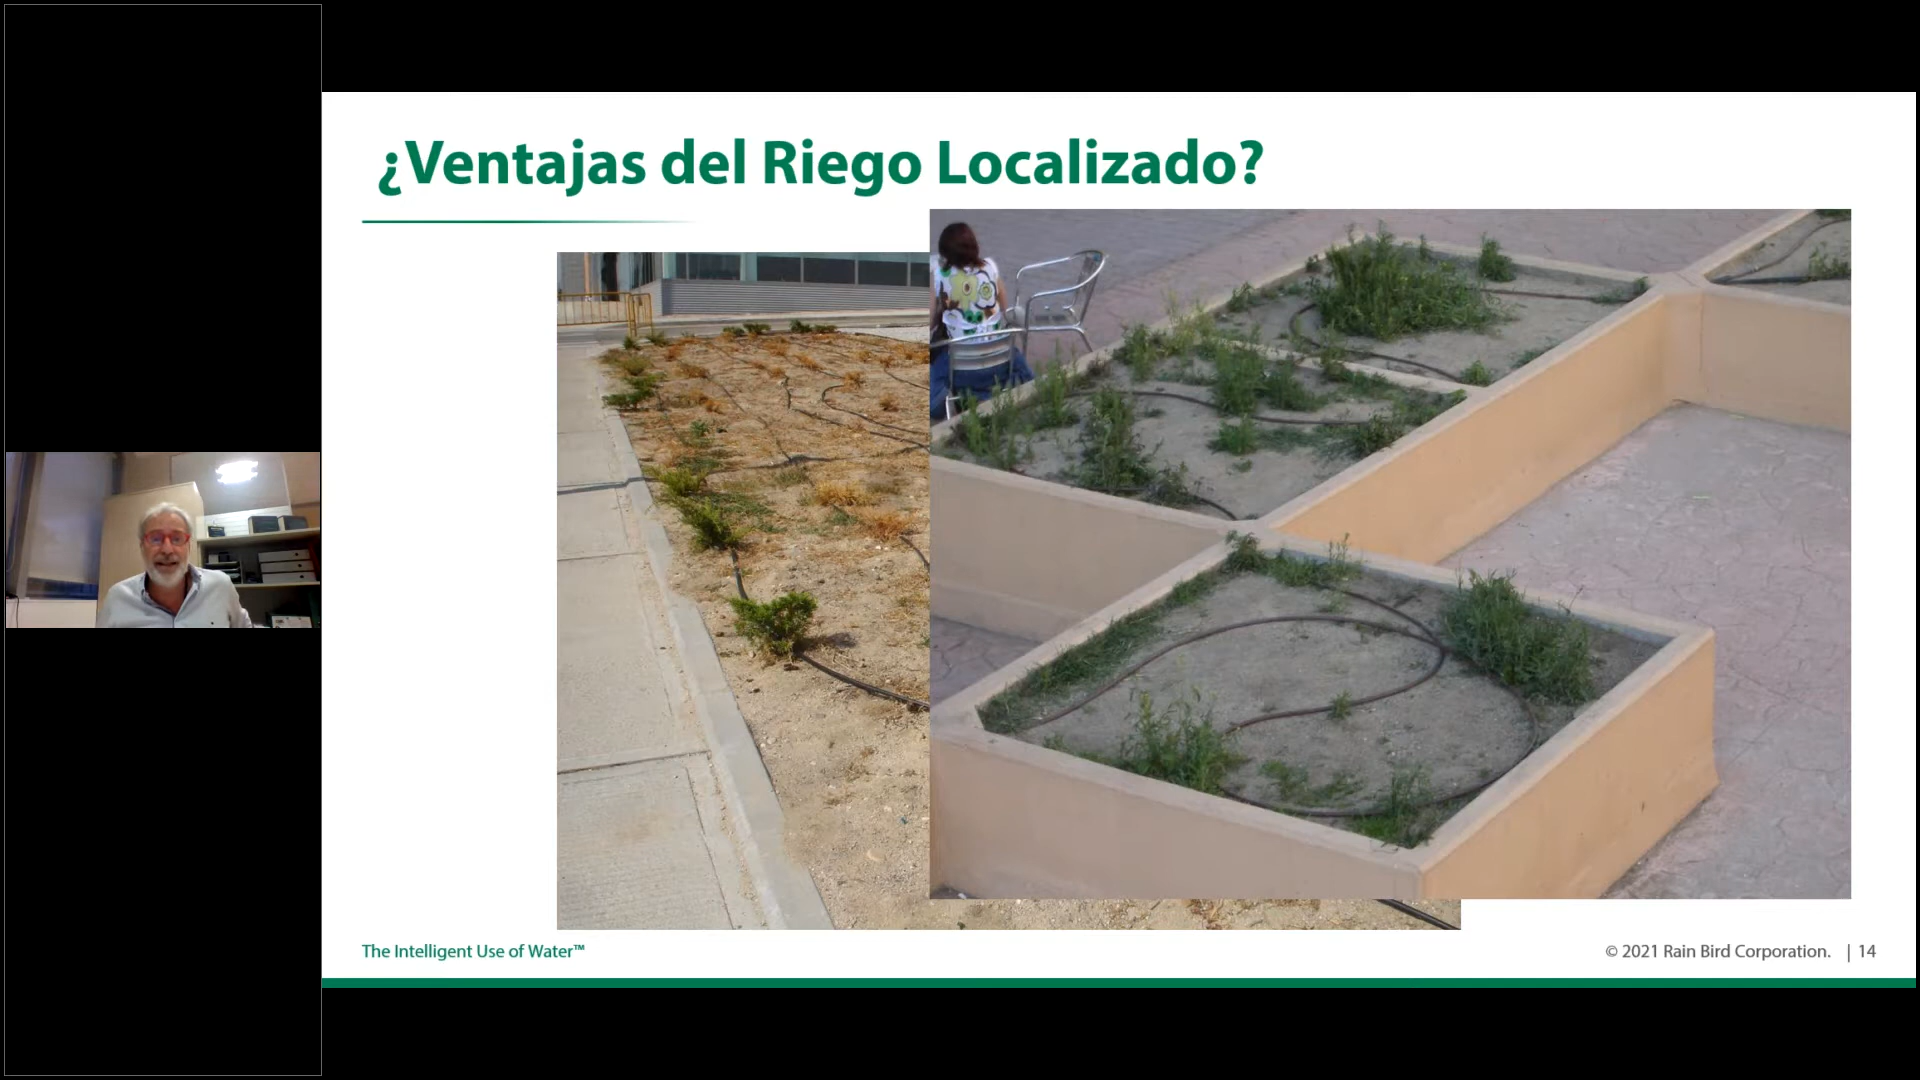 ¿Ventajas del Riego Localizado?
The Intelligent Use of Water™
© 2021 Rain Bird Corporation. | 14